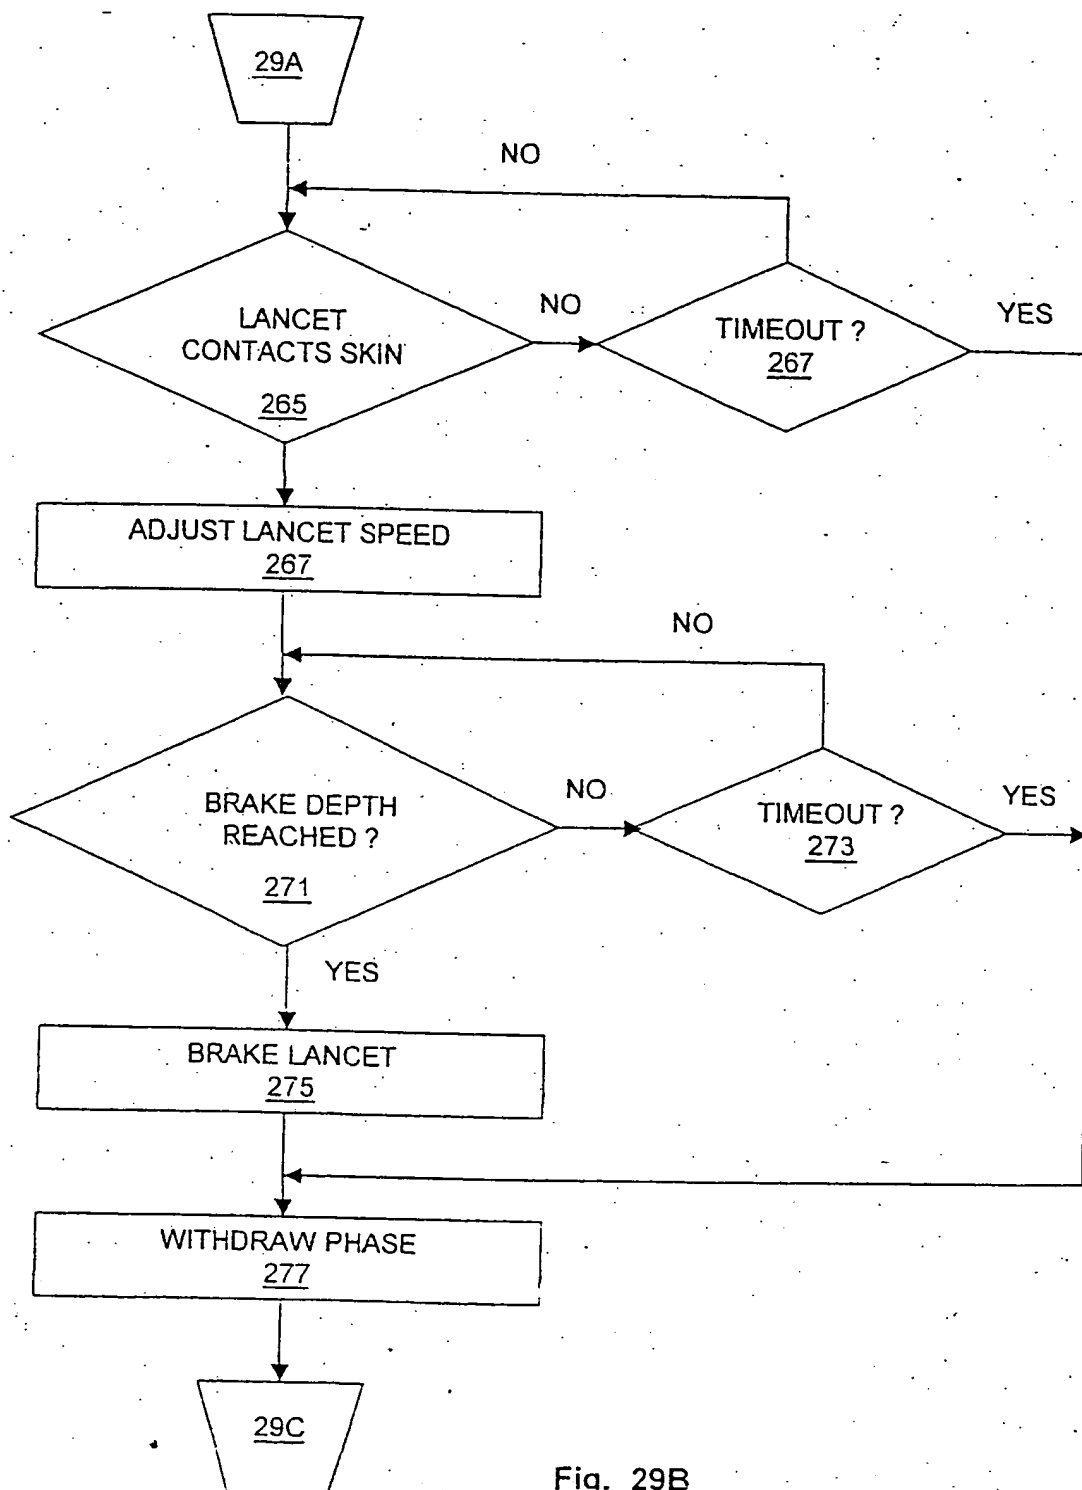 29A
NO
LANCET
CONTACTS SKIN
265
NO
TIMEOUT ?
267
YES
ADJUST LANCET SPEED
267
NO
BRAKE DEPTH
REACHED ?
271
NO
TIMEOUT ?
273
YES
YES
BRAKE LANCET
275
WITHDRAW PHASE
277
29C
Fig. 29B